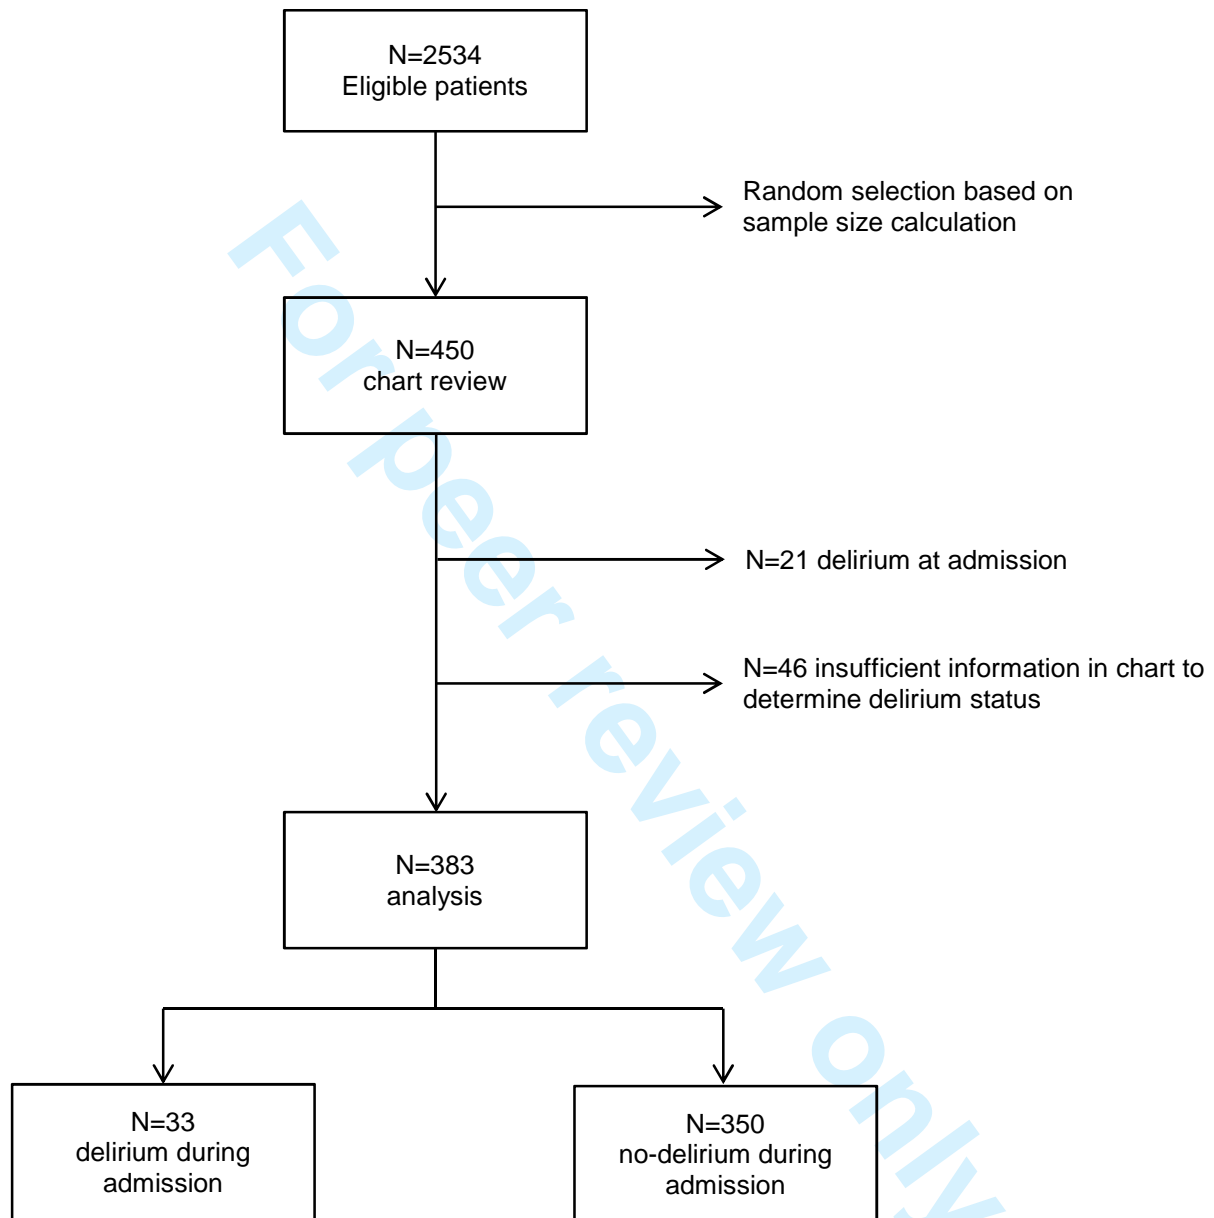 N=2534
Eligible patients
Random selection based on
sample size calculation
N=450
chart review
N=21 delirium at admission
N=46 insufficient information in chart to
determine delirium status
N=383
analysis
N=33
delirium during
admission
N=350
no-delirium during
admission
For peer review only